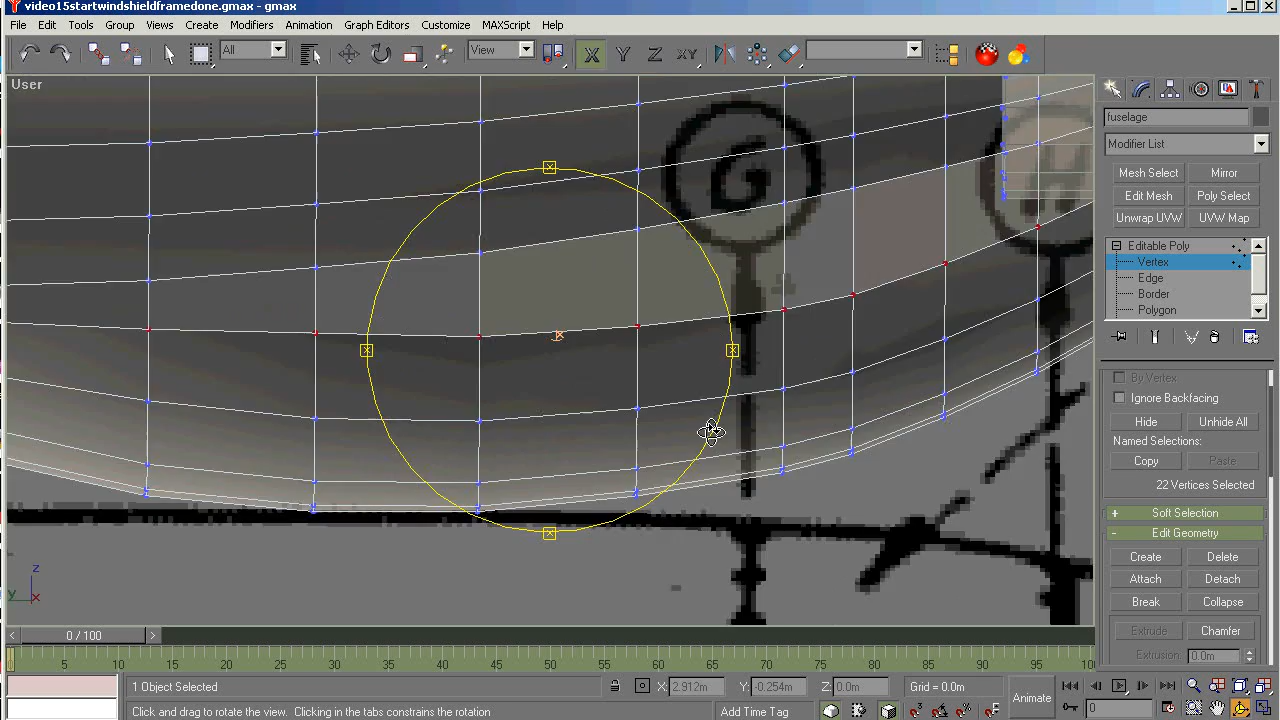 video15startwindshieldframedone.gmax - gmax
File Edit Tools Group Views Create Modifiers Animation Graph Editors Customize MAXScript Help
All View X Y Z XY
User
G
H
z
y x
fuselage
Modifier List
Mesh Select Mirror
Edit Mesh Poly Select
Unwrap UVW UVW Map
Editable Poly
Vertex
Edge
Border
Polygon
By Vertex
Ignore Backfacing
Hide Unhide All
Named Selections:
Copy Paste
22 Vertices Selected
+ Soft Selection
- Edit Geometry
Create Delete
Attach Detach
Break Collapse
Extrude Chamfer
Extrusion: 0.0m
< 0 / 100 >
5 10 15 20 25 30 35 40 45 50 55 60 65 70 75 80 85 90 95 100
1 Object Selected X: 2.912m Y: -0.254m Z: 0.0m Grid = 0.0m
Click and drag to rotate the view. Clicking in the tabs constrains the rotation Add Time Tag
Animate
0